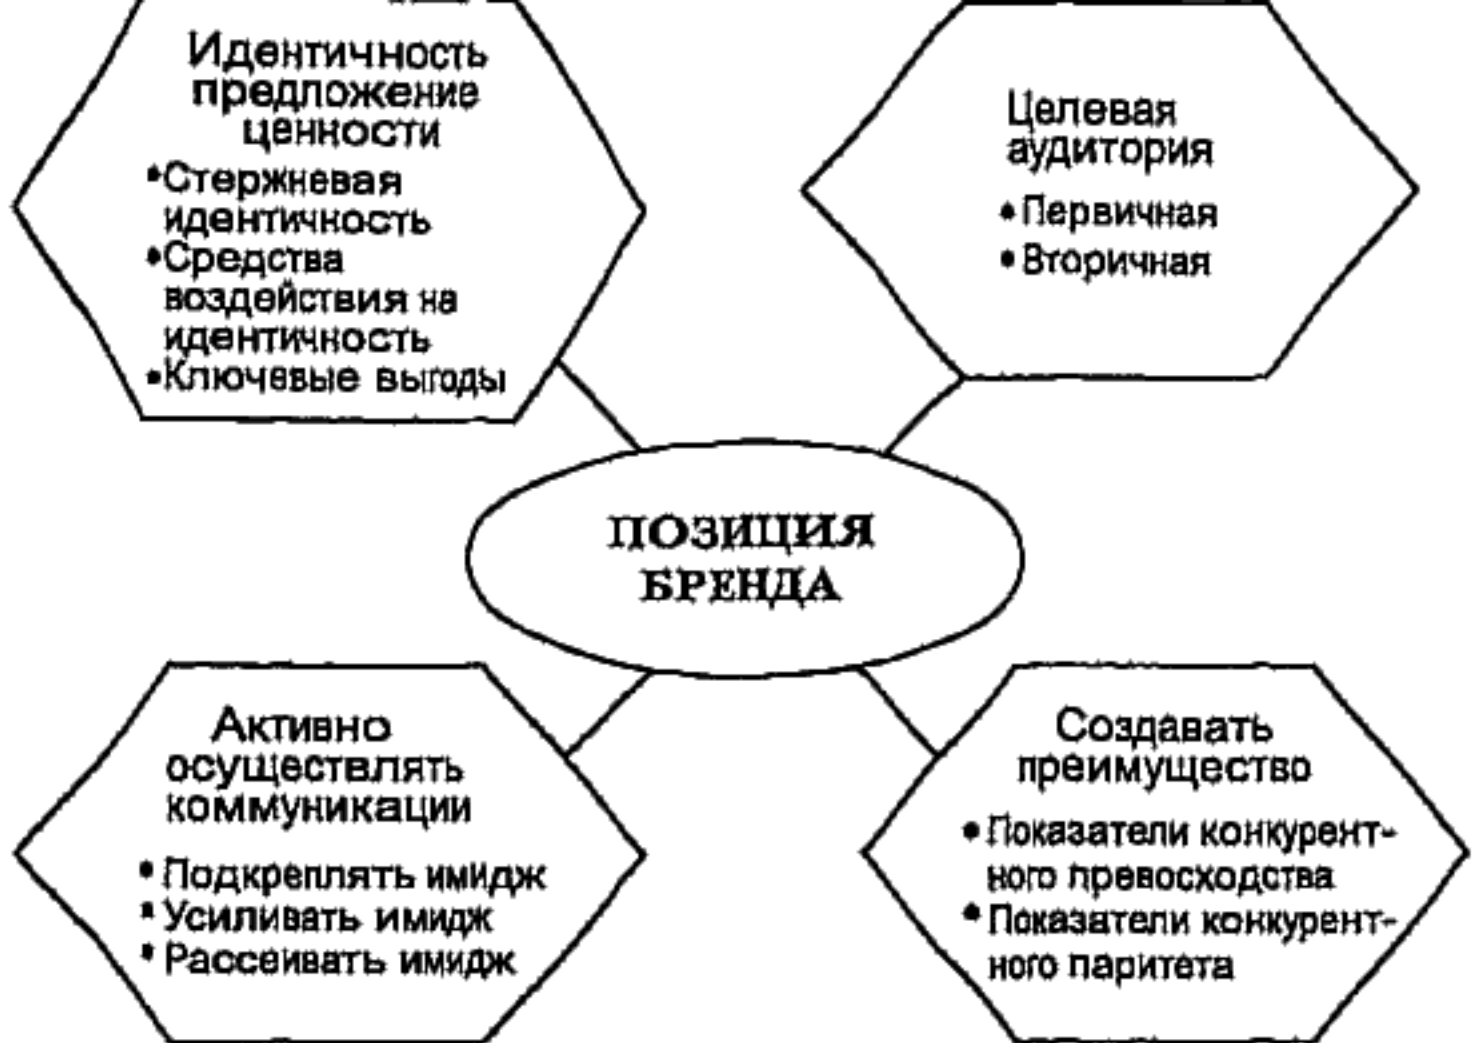 Идентичность
предложение
ценности
•Стержневая
идентичность
•Средства
воздействия на
идентичность
•Ключевые выгоды
Целевая
аудитория
•Первичная
•Вторичная
ПОЗИЦИЯ
БРЕНДА
Активно
осуществлять
коммуникации
• Подкреплять имидж
• Усиливать имидж
• Рассеивать имидж
Создавать
преимущество
• Показатели конкурент-
ного превосходства
• Показатели конкурент-
ного паритета